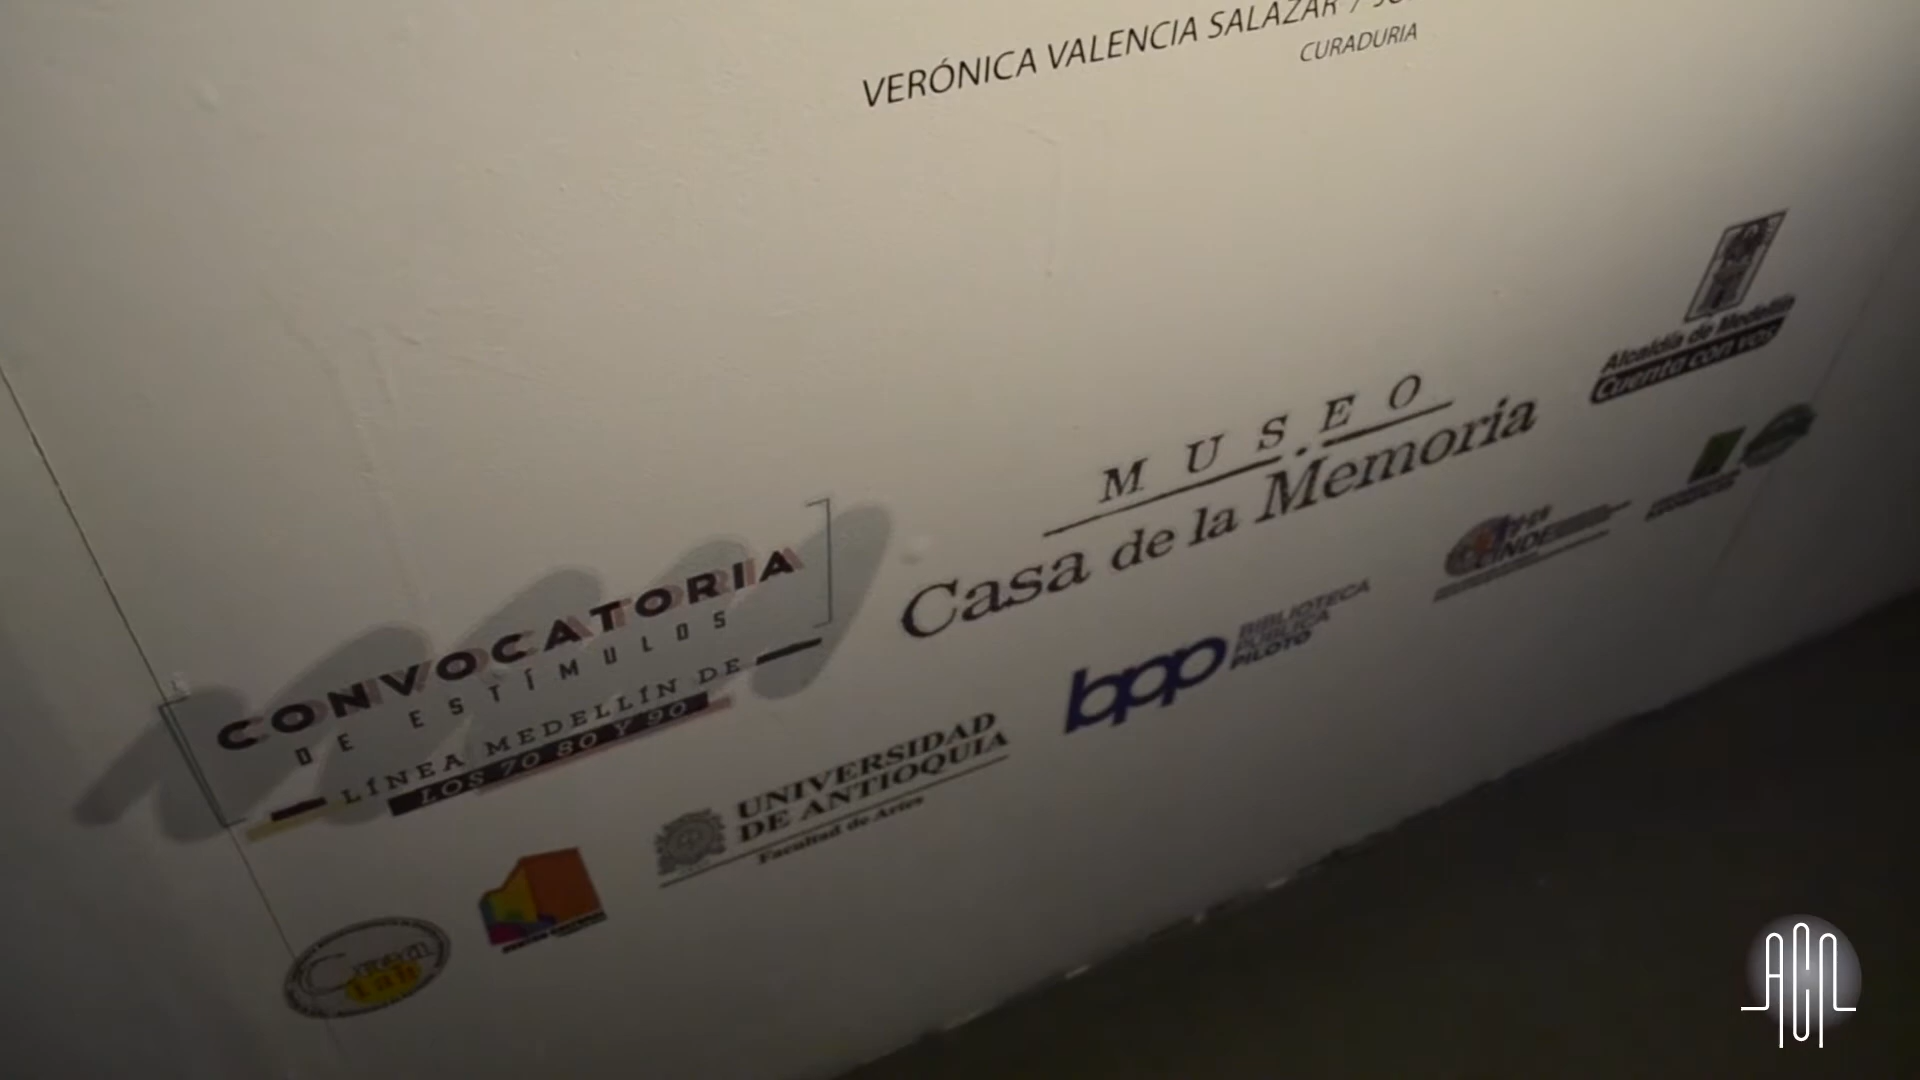 VERÓNICA VALENCIA SALAZAR /
CURADURIA
Alcaldía de Medellín
Cuenta con vos
MUSEO
Casa de la Memoria
CONVOCATORIA
DE ESTÍMULOS
LÍNEA MEDELLÍN DE
LOS 70 80 Y 90
bpp BIBLIOTECA
PÚBLICA
PILOTO
UNIVERSIDAD
DE ANTIOQUIA
Facultad de Artes
ACN